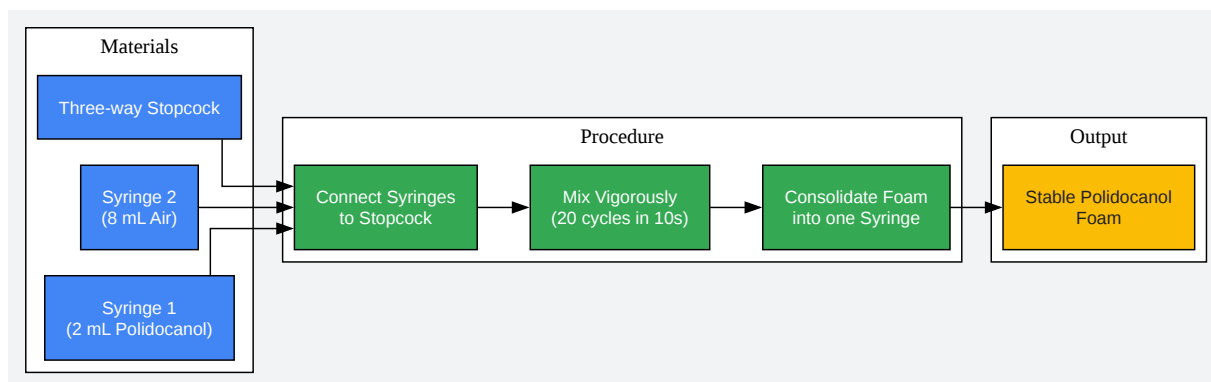 Materials
Three-way Stopcock
Syringe 2
(8 mL Air)
Syringe 1
(2 mL Polidocanol)
Procedure
Connect Syringes
to Stopcock
Mix Vigorously
(20 cycles in 10s)
Consolidate Foam
into one Syringe
Output
Stable Polidocanol
Foam